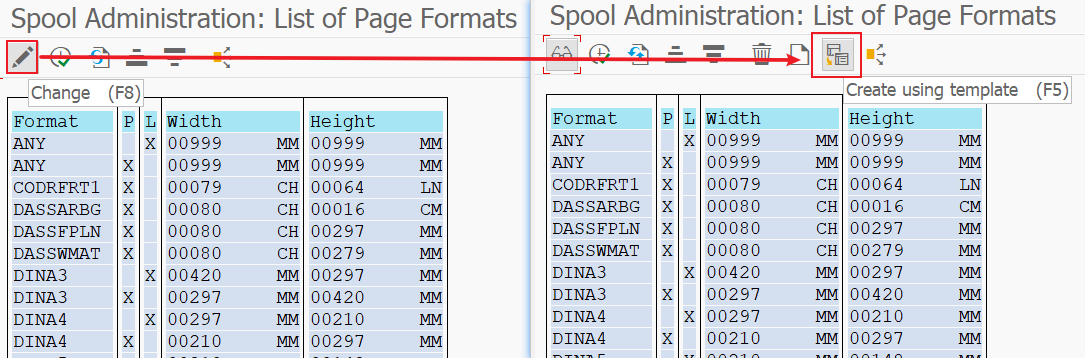 Spool Administration: List of Page Formats
Change (F8)
Format P L Width Height
ANY X 00999 MM 00999 MM
ANY X 00999 MM 00999 MM
CODRFRT1 X 00079 CH 00064 LN
DASSARBG X 00080 CH 00016 CM
DASSFPLN X 00080 CH 00297 MM
DASSWMAT X 00080 CH 00279 MM
DINA3 X 00420 MM 00297 MM
DINA3 X 00297 MM 00420 MM
DINA4 X 00297 MM 00210 MM
DINA4 X 00210 MM 00297 MM
Spool Administration: List of Page Formats
Create using template (F5)
Format P L Width Height
ANY X 00999 MM 00999 MM
ANY X 00999 MM 00999 MM
CODRFRT1 X 00079 CH 00064 LN
DASSARBG X 00080 CH 00016 CM
DASSFPLN X 00080 CH 00297 MM
DASSWMAT X 00080 CH 00279 MM
DINA3 X 00420 MM 00297 MM
DINA3 X 00297 MM 00420 MM
DINA4 X 00297 MM 00210 MM
DINA4 X 00210 MM 00297 MM